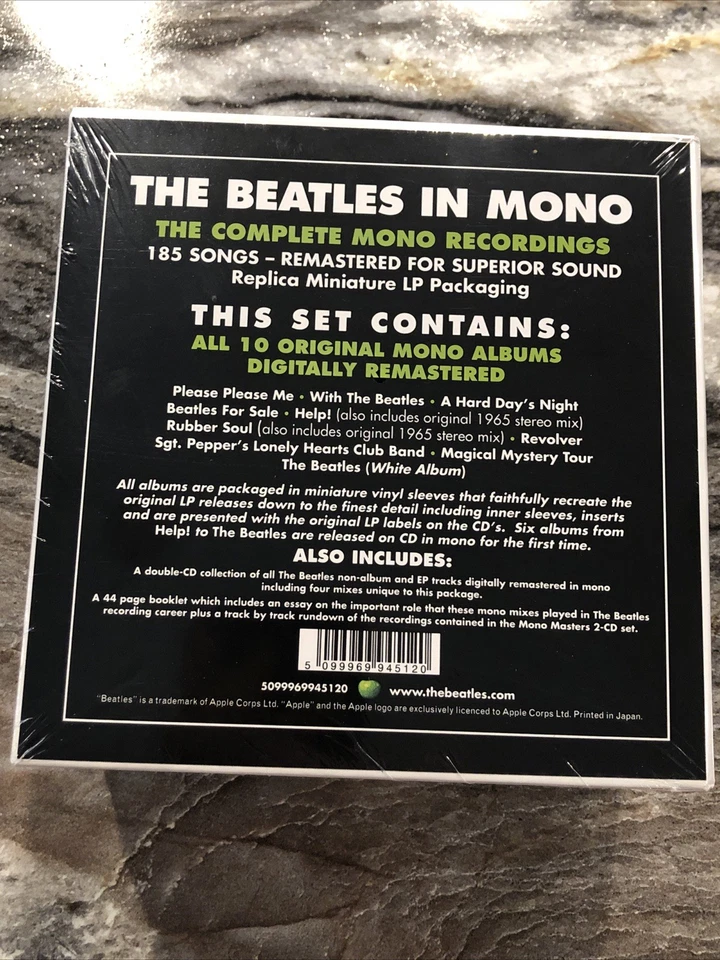 THE BEATLES IN MONO
THE COMPLETE MONO RECORDINGS
185 SONGS – REMASTERED FOR SUPERIOR SOUND
Replica Miniature LP Packaging
THIS SET CONTAINS:
ALL 10 ORIGINAL MONO ALBUMS
DIGITALLY REMASTERED
Please Please Me • With The Beatles • A Hard Day's Night
Beatles For Sale • Help! (also includes original 1965 stereo mix)
Rubber Soul (also includes original 1965 stereo mix) • Revolver
Sgt. Pepper's Lonely Hearts Club Band • Magical Mystery Tour
The Beatles (White Album)
All albums are packaged in miniature vinyl sleeves that faithfully recreate the
original LP releases down to the finest detail including inner sleeves, inserts
and are presented with the original LP labels on the CD's. Six albums from
Help! to The Beatles are released on CD in mono for the first time.
ALSO INCLUDES:
A double-CD collection of all The Beatles non-album and EP tracks digitally remastered in mono
including four mixes unique to this package.
A 44 page booklet which includes an essay on the important role that these mono mixes played in The Beatles
recording career plus a track by track rundown of the recordings contained in the Mono Masters 2-CD set.
5 099969 945120
5099969945120 www.thebeatles.com
"Beatles" is a trademark of Apple Corps Ltd. "Apple" and the Apple logo are exclusively licenced to Apple Corps Ltd. Printed in Japan.